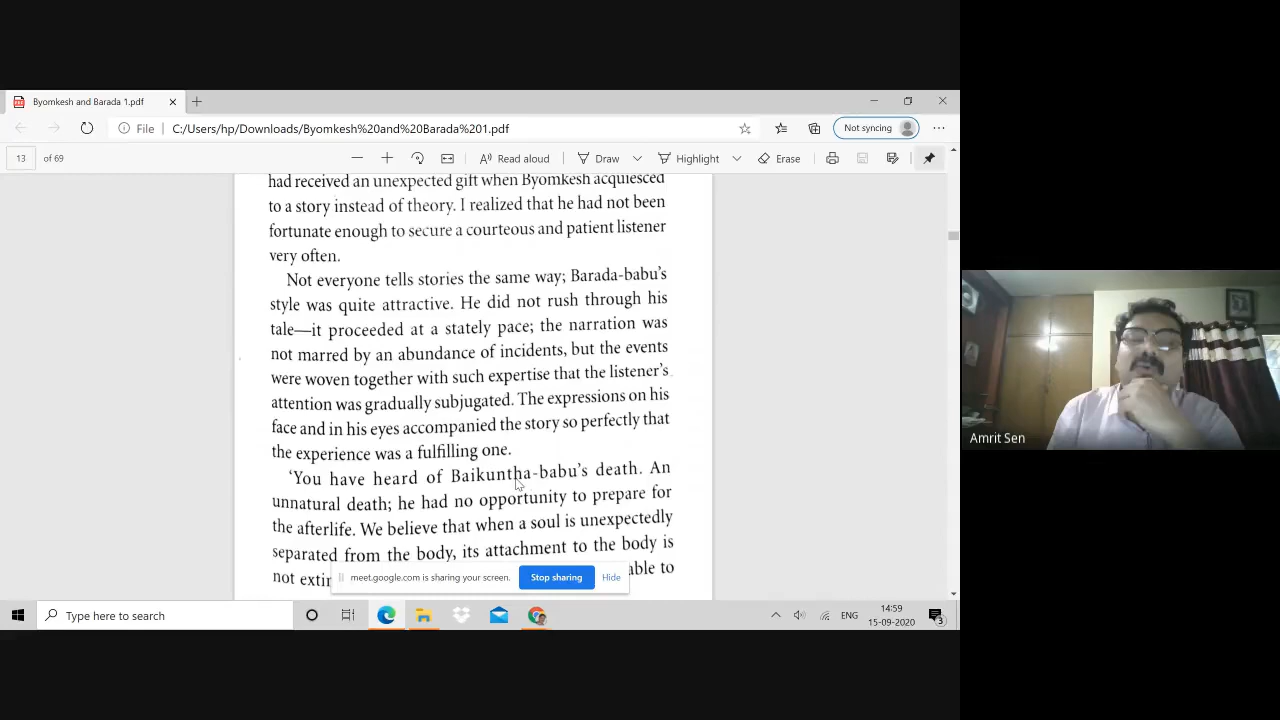 Byomkesh and Barada 1.pdf
File
C:/Users/hp/Downloads/Byomkesh%20and%20Barada%201.pdf
Not syncing
13 of 69
Read aloud
Draw
Highlight
Erase
had received an unexpected gift when Byomkesh acquiesced
to a story instead of theory. I realized that he had not been
fortunate enough to secure a courteous and patient listener
very often.
Not everyone tells stories the same way; Barada-babu's
style was quite attractive. He did not rush through his
tale—it proceeded at a stately pace; the narration was
not marred by an abundance of incidents, but the events
were woven together with such expertise that the listener's
attention was gradually subjugated. The expressions on his
face and in his eyes accompanied the story so perfectly that
the experience was a fulfilling one.
'You have heard of Baikuntha-babu's death. An
unnatural death; he had no opportunity to prepare for
the afterlife. We believe that when a soul is unexpectedly
separated from the body, its attachment to the body is
not extin
able to
meet.google.com is sharing your screen.
Stop sharing
Hide
Amrit Sen
Type here to search
ENG
14:59
15-09-2020
3